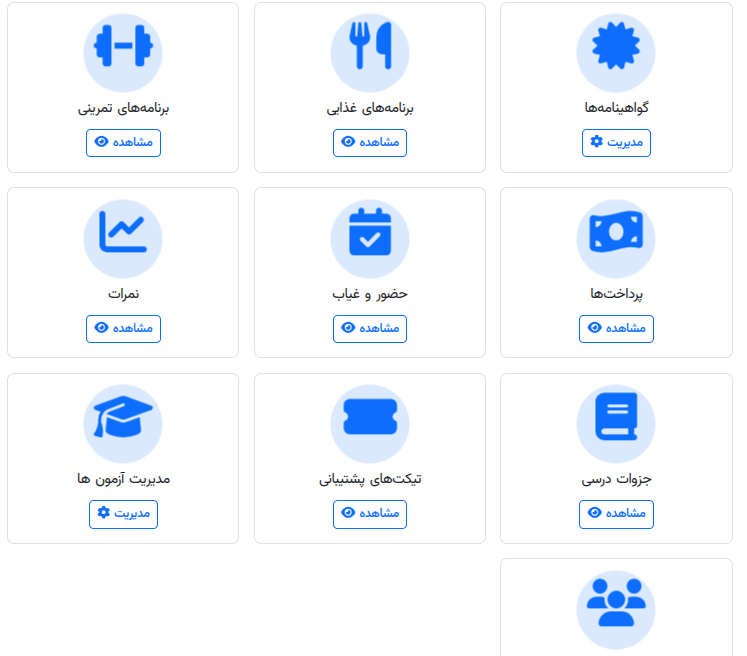 گواهینامه‌ها
مدیریت
برنامه‌های غذایی
مشاهده
برنامه‌های تمرینی
مشاهده
پرداخت‌ها
مشاهده
حضور و غیاب
مشاهده
نمرات
مشاهده
جزوات درسی
مشاهده
تیکت‌های پشتیبانی
مشاهده
مدیریت آزمون ها
مدیریت